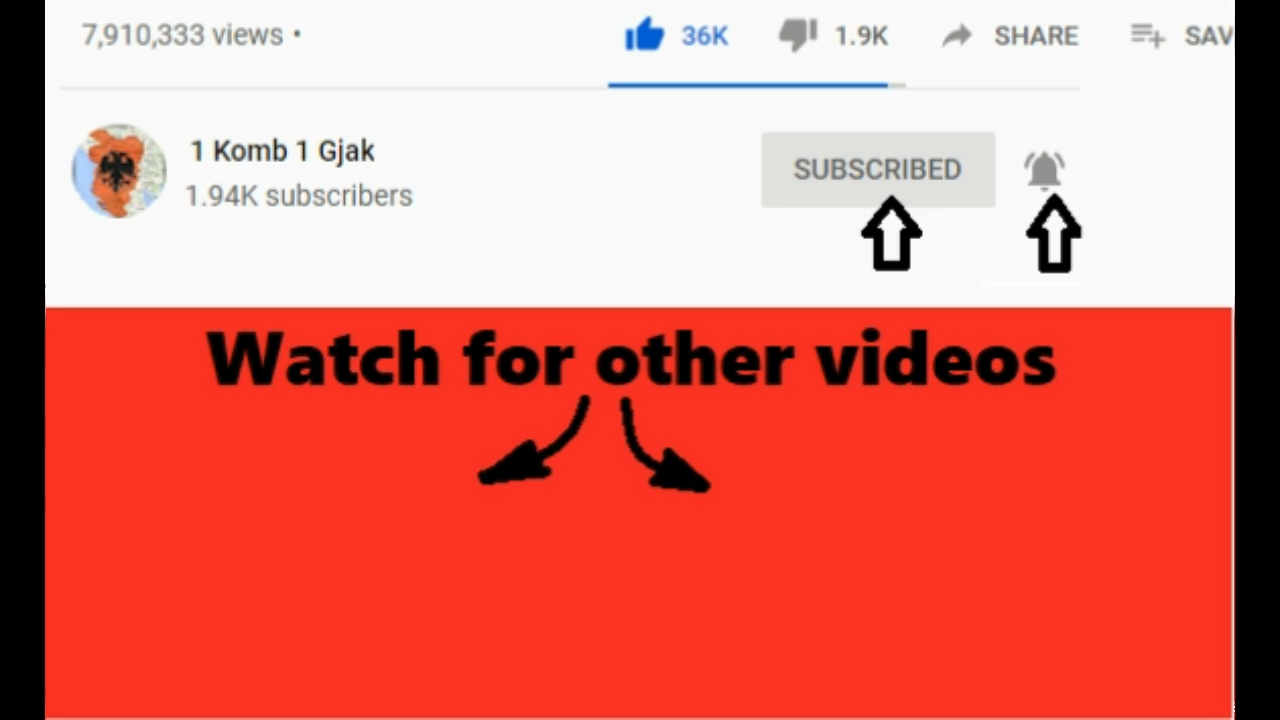 7,910,333 views •
36K
1.9K
SHARE
SAV
1 Komb 1 Gjak
1.94K subscribers
SUBSCRIBED
Watch for other videos